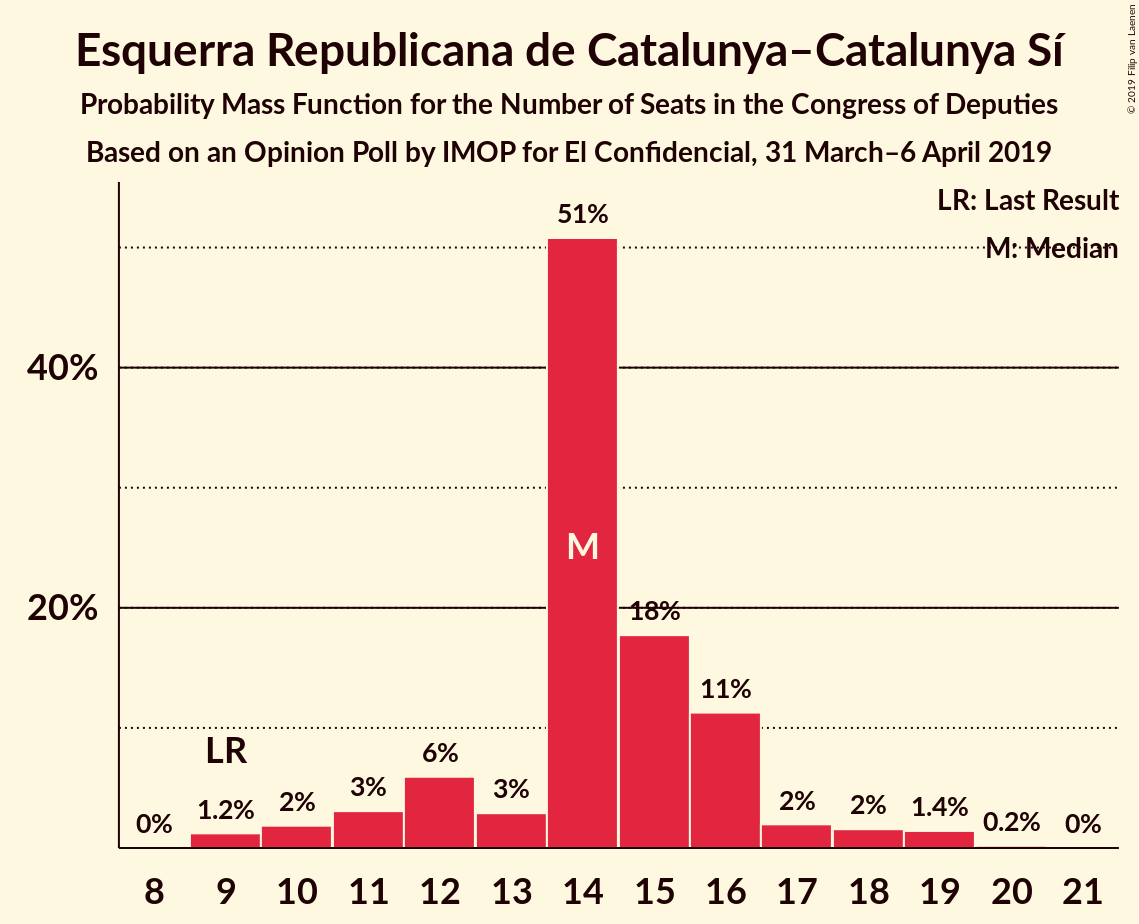 Esquerra Republicana de Catalunya–Catalunya Sí
Probability Mass Function for the Number of Seats in the Congress of Deputies
Based on an Opinion Poll by IMOP for El Confidencial, 31 March–6 April 2019
© 2019 Filip van Laenen
LR: Last Result
M: Median
51%
40%
M
20%
18%
11%
LR
6%
0%
1.2%
2%
3%
3%
2%
2%
1.4%
0.2%
0%
8 9 10 11 12 13 14 15 16 17 18 19 20 21